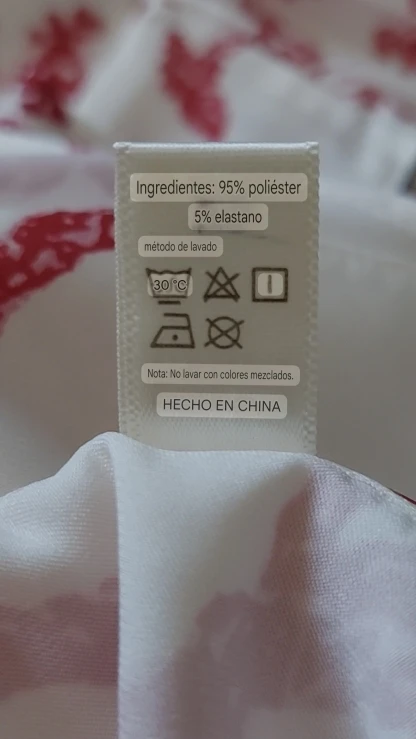 Ingredientes: 95% poliéster
5% elastano
método de lavado
30 °C
Nota: No lavar con colores mezclados.
HECHO EN CHINA